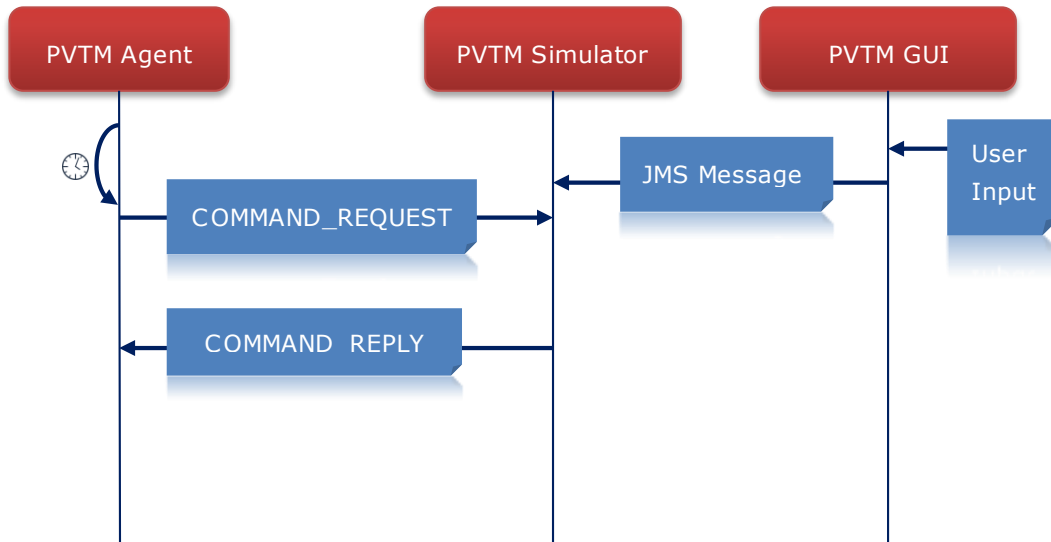 PVTM Agent
PVTM Simulator
PVTM GUI
User
Input
JMS Message
COMMAND_REQUEST
COMMAND REPLY